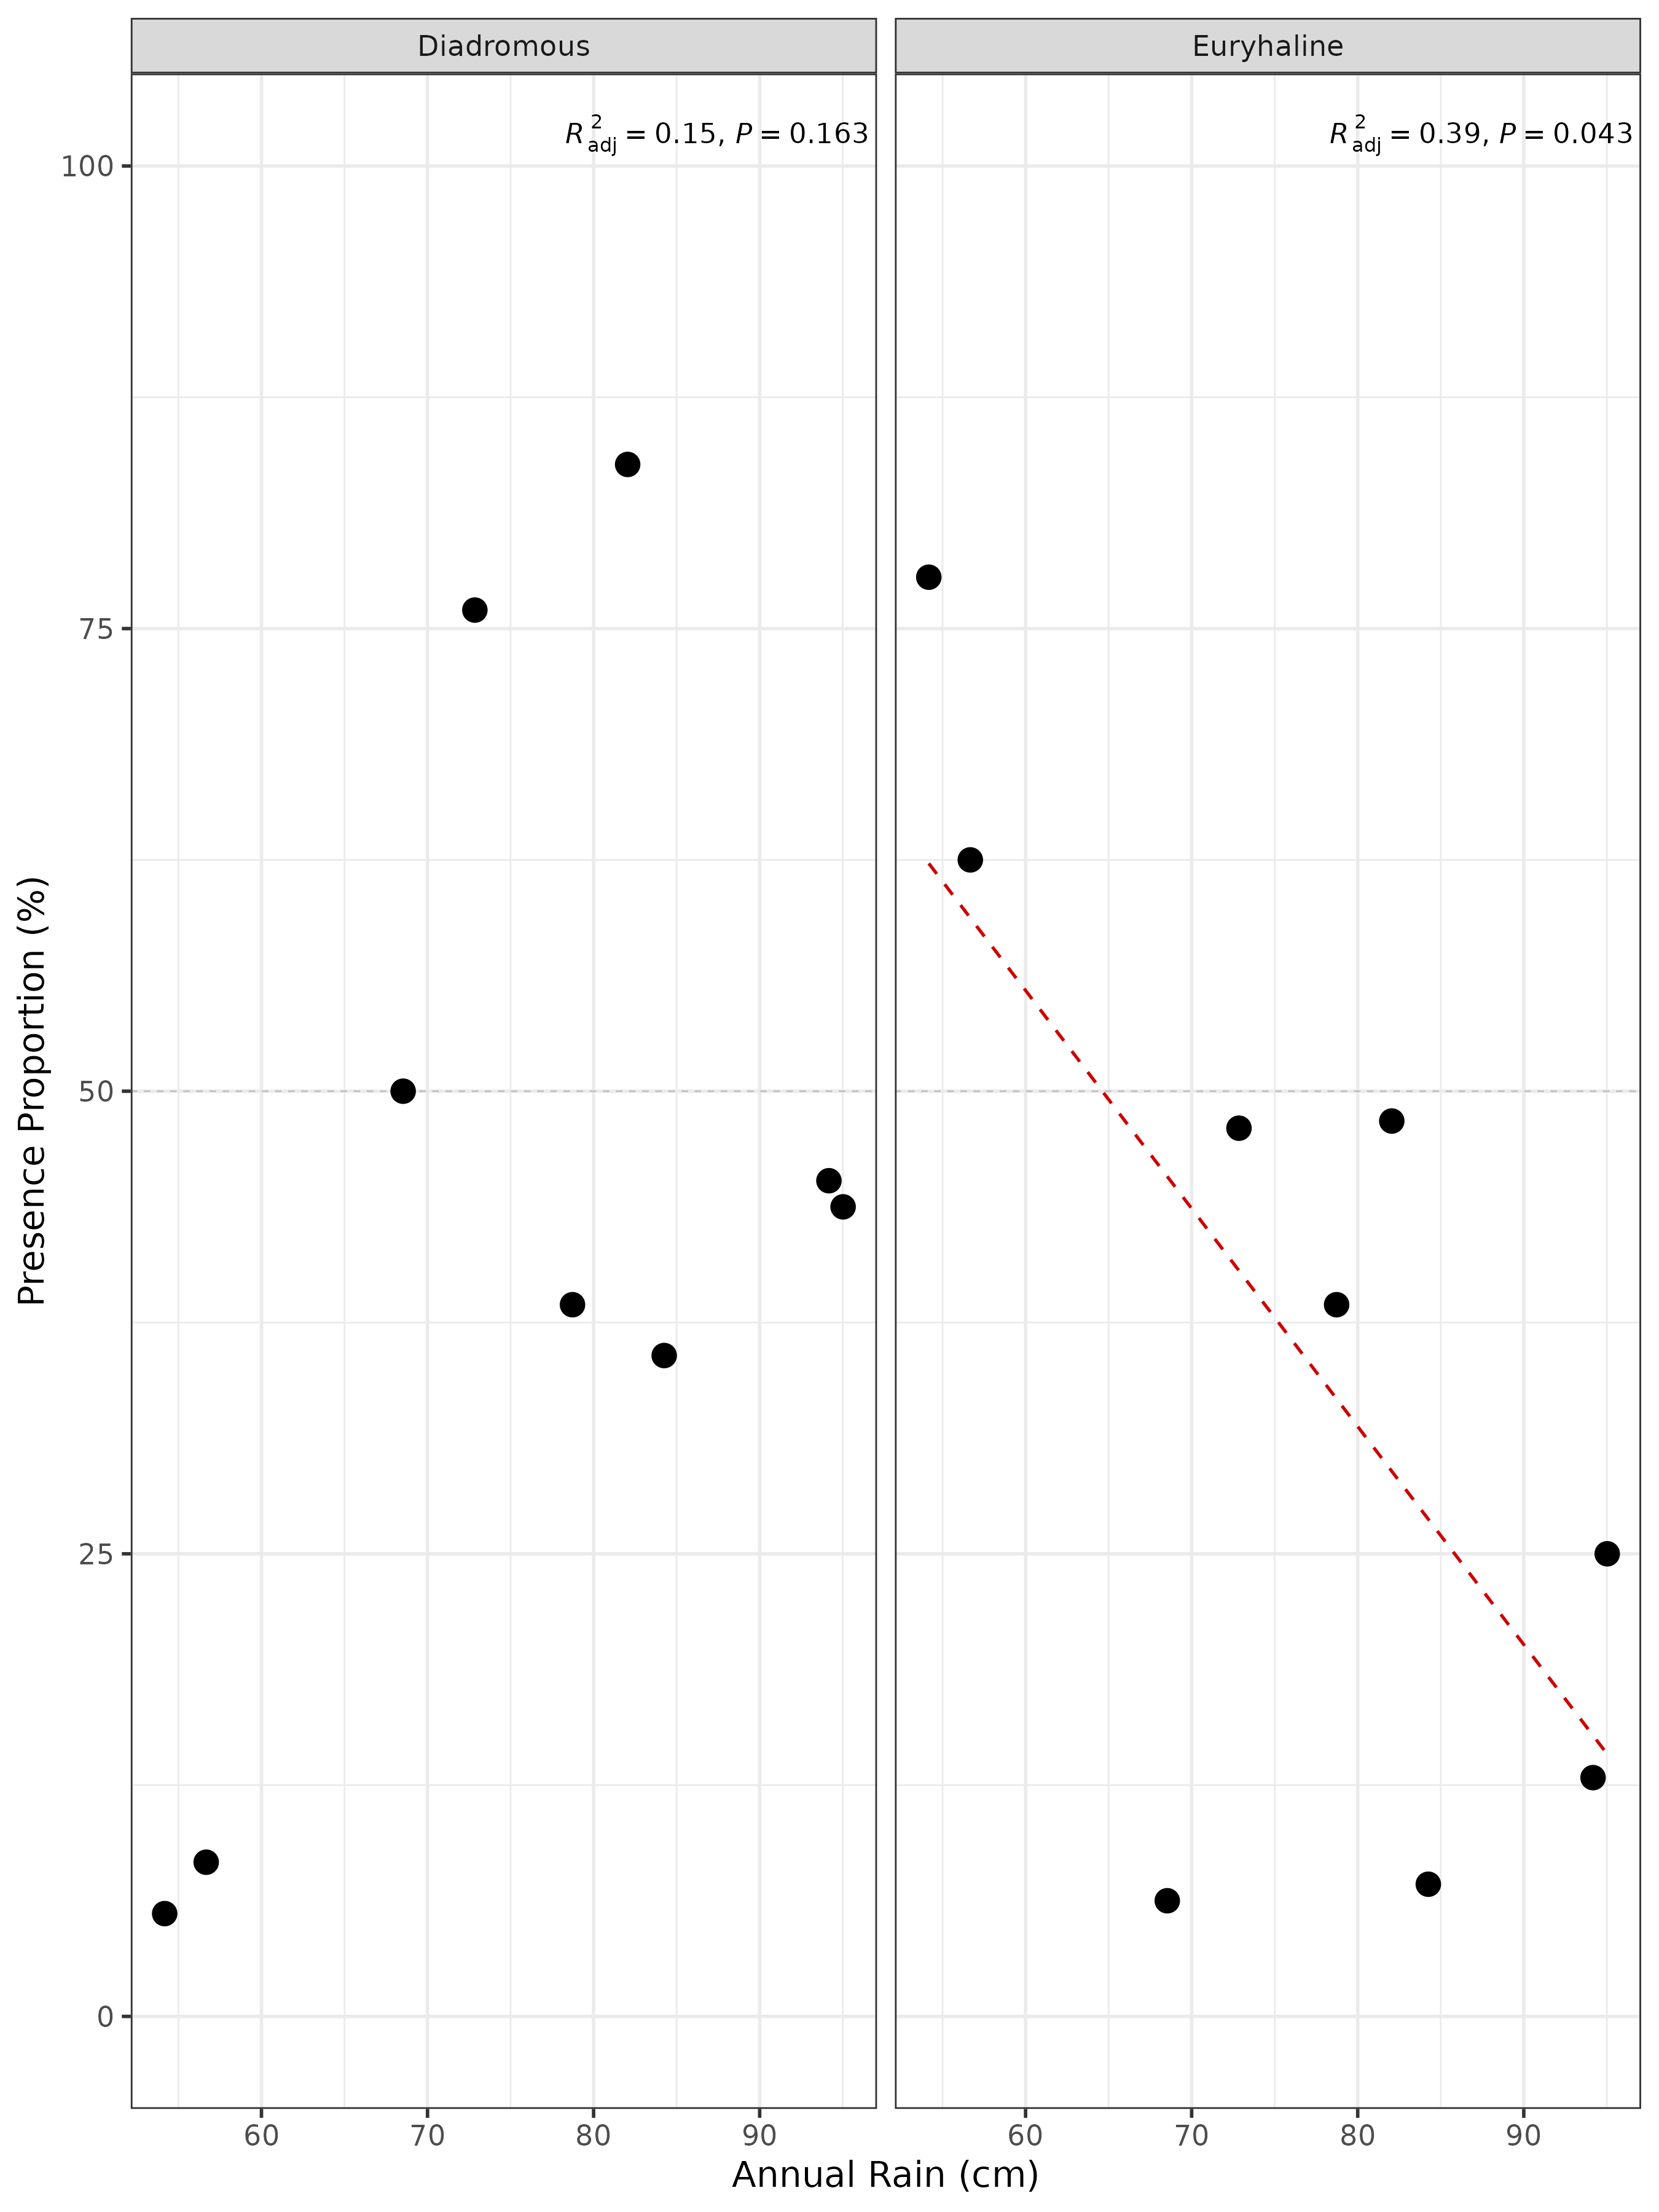 Diadromous
Euryhaline
R²adj = 0.15, P = 0.163
R²adj = 0.39, P = 0.043
100
75
50
25
0
Presence Proportion (%)
60 70 80 90
60 70 80 90
Annual Rain (cm)